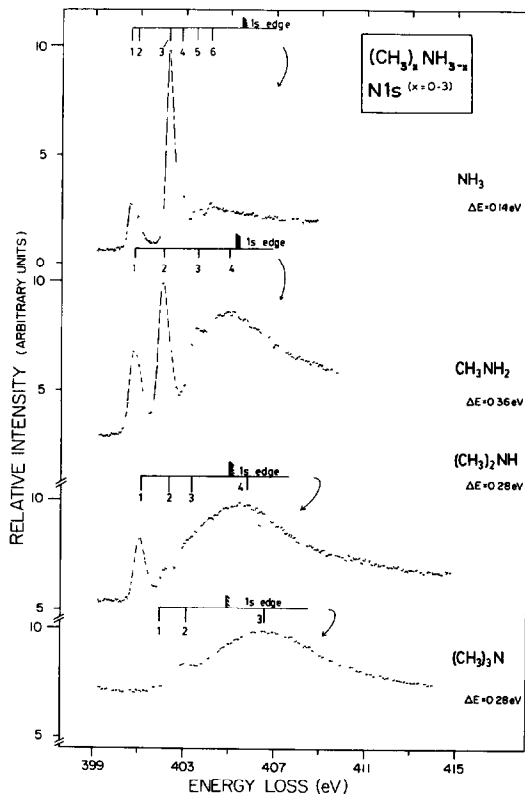 10
1s edge
1 2 3 4 5 6
(CH₃)ₓNH₃₋ₓ
N1s (x=0-3)
5
NH₃
ΔE=0.14eV
0
1s edge
1 2 3 4
10
CH₃NH₂
ΔE=0.36eV
5
(CH₃)₂NH
1s edge
ΔE=0.28eV
1 2 3 4
10
5
1s edge
1 2 3
10
(CH₃)₃N
ΔE=0.28eV
5
399 403 407 411 415
ENERGY LOSS (eV)
RELATIVE INTENSITY (ARBITRARY UNITS)